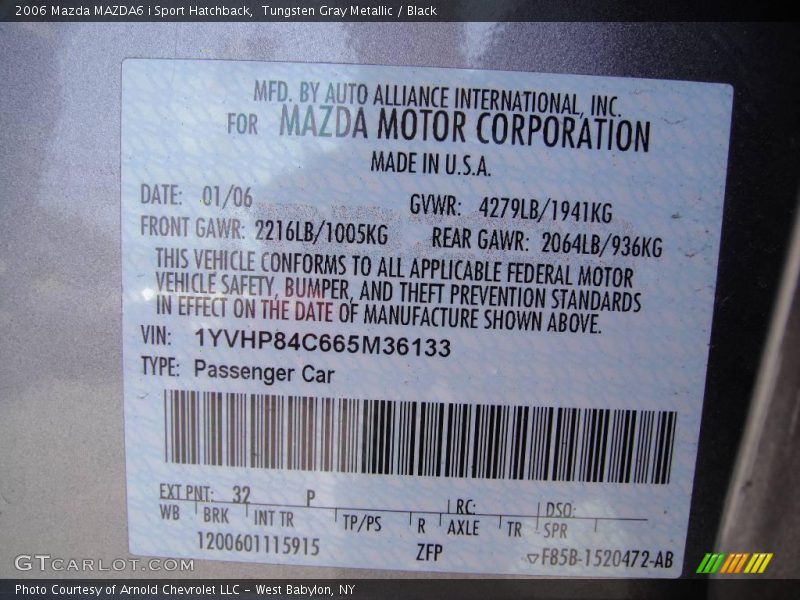 2006 Mazda MAZDA6 i Sport Hatchback,  Tungsten Gray Metallic / Black
MFD. BY AUTO ALLIANCE INTERNATIONAL, INC.
FOR MAZDA MOTOR CORPORATION
MADE IN U.S.A.
DATE: 01/06 GVWR: 4279LB/1941KG
FRONT GAWR: 2216LB/1005KG REAR GAWR: 2064LB/936KG
THIS VEHICLE CONFORMS TO ALL APPLICABLE FEDERAL MOTOR
VEHICLE SAFETY, BUMPER, AND THEFT PREVENTION STANDARDS
IN EFFECT ON THE DATE OF MANUFACTURE SHOWN ABOVE.
VIN: 1YVHP84C665M36133
TYPE: Passenger Car
EXT PNT: 32 P RC: DSO:
WB BRK INT TR TP/PS R AXLE TR SPR
1200601115915 ZFP ▽F85B-1520472-AB
GTCARLOT.COM
Photo Courtesy of Arnold Chevrolet LLC - West Babylon, NY